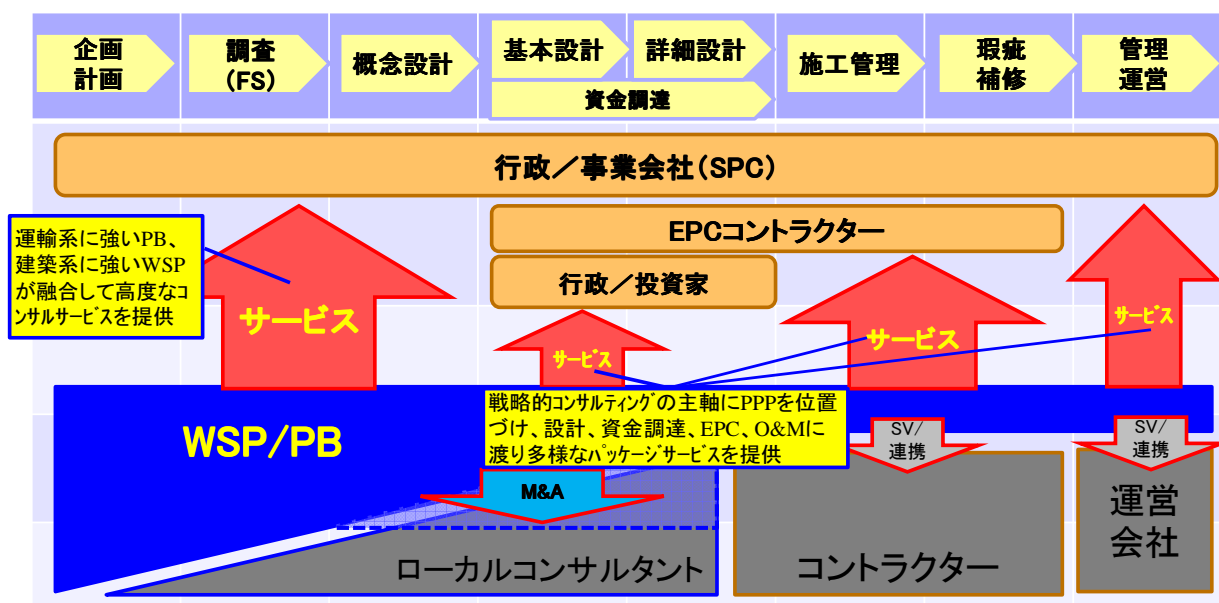 企画
計画
調査
(FS)
概念設計
基本設計
詳細設計
資金調達
施工管理
瑕疵
補修
管理
運営
行政／事業会社(SPC)
EPCコントラクター
行政／投資家
運輸系に強いPB、
建築系に強いWSP
が融合して高度なｺ
ﾝｻﾙｻｰﾋﾞｽを提供
サービス
ｻｰﾋﾞｽ
サービス
ｻｰﾋﾞｽ
WSP/PB
戦略的ｺﾝｻﾙﾃｨﾝｸﾞの主軸にPPPを位置
づけ、設計、資金調達、EPC、O&Mに
渡り多様なﾊﾟｯｹｰｼﾞｻｰﾋﾞｽを提供
SV/
連携
SV/
連携
M&A
ローカルコンサルタント
コントラクター
運営
会社